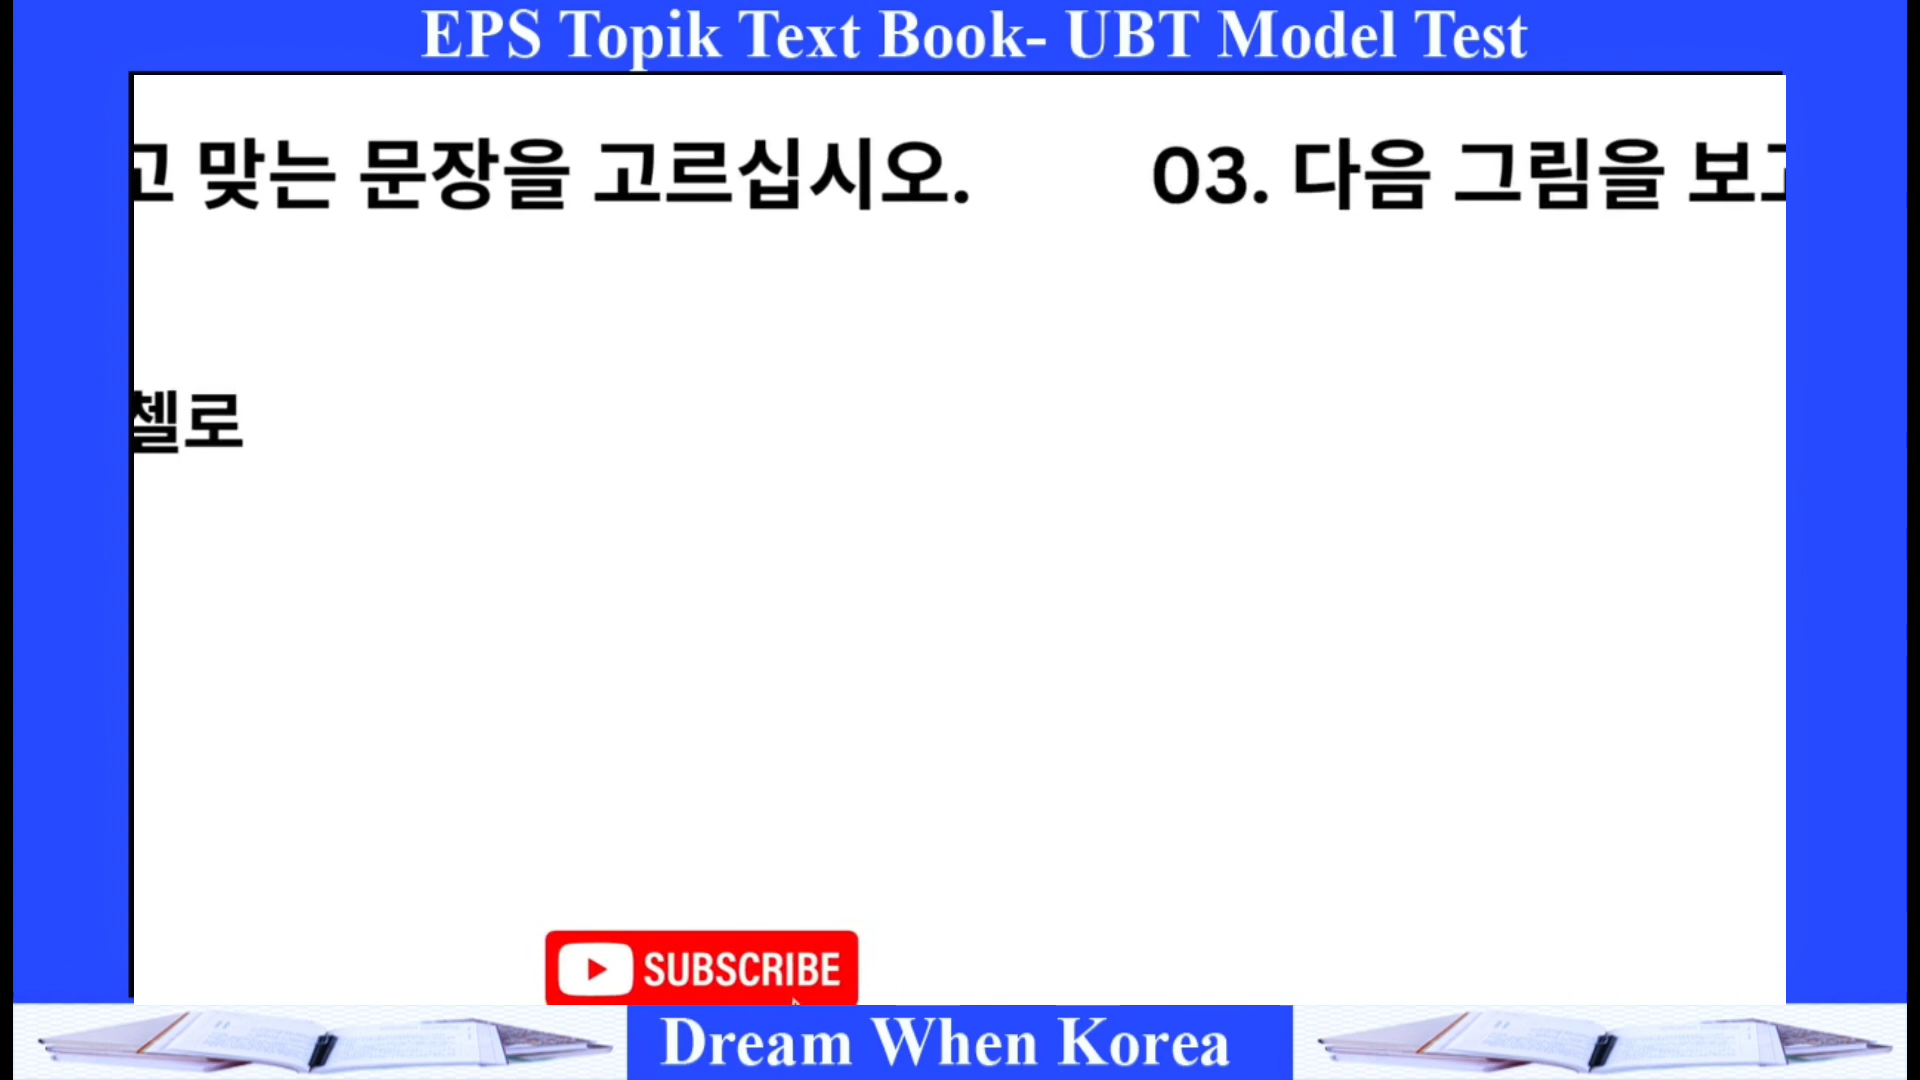 EPS Topik Text Book- UBT Model Test
고 맞는 문장을 고르십시오.
03. 다음 그림을 보고
첼로
SUBSCRIBE
Dream When Korea